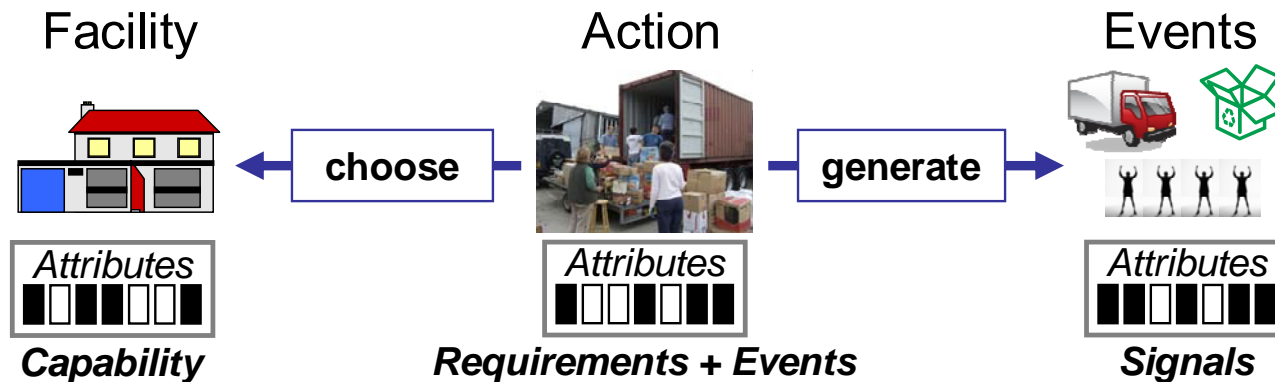 Facility
Action
Events
choose
generate
Attributes
Attributes
Attributes
Capability
Requirements + Events
Signals